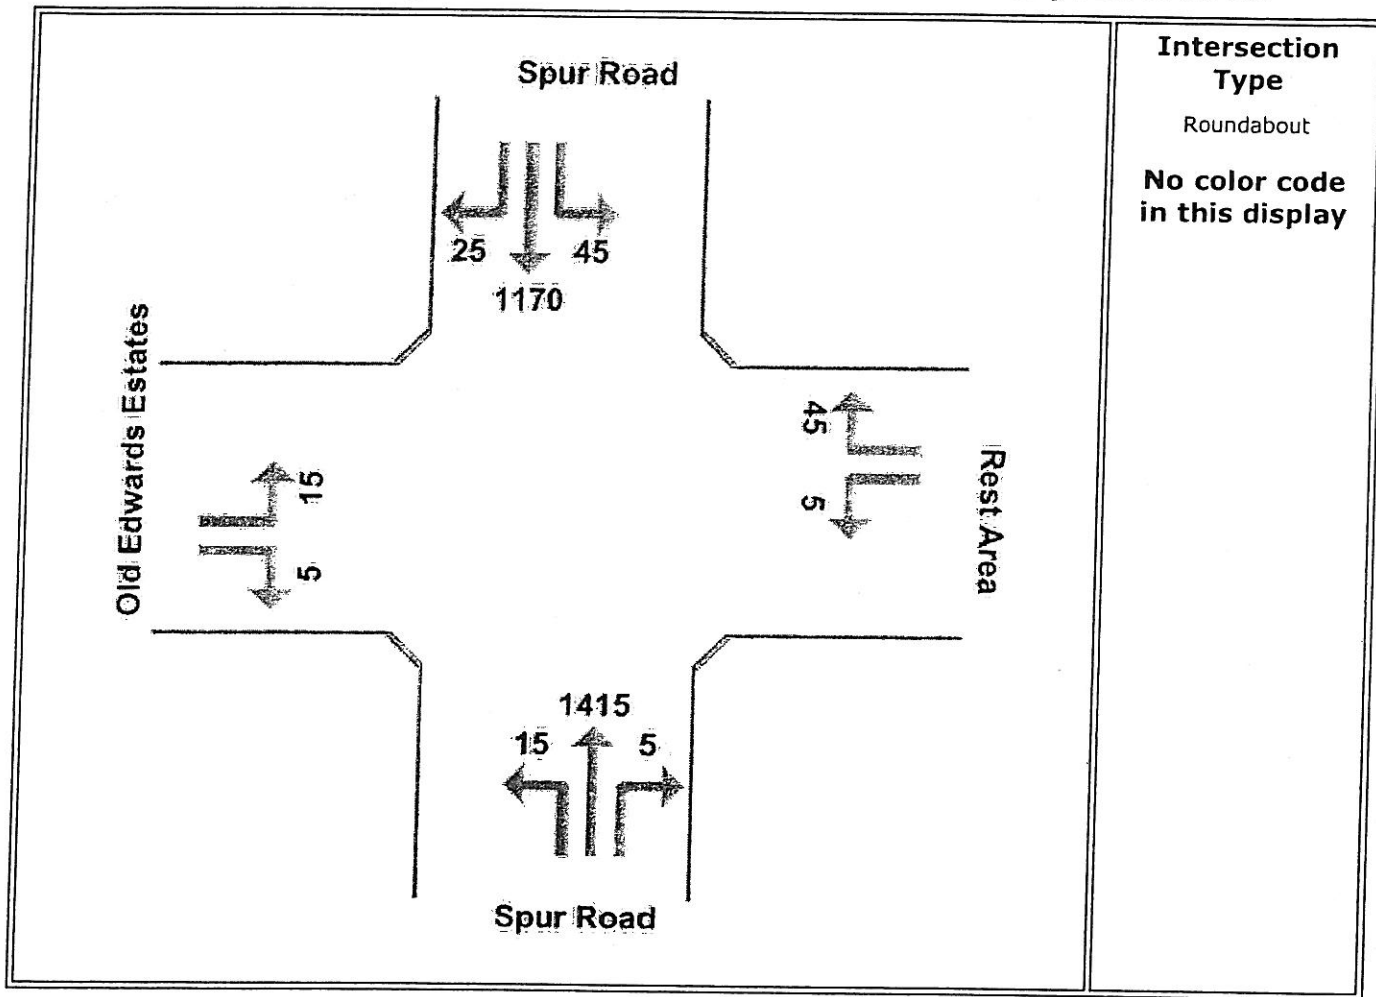 Spur Road
25
45
1170
Old Edwards Estates
15
5
45
5
Rest Area
1415
15
5
Spur Road
Intersection
Type
Roundabout
No color code
in this display